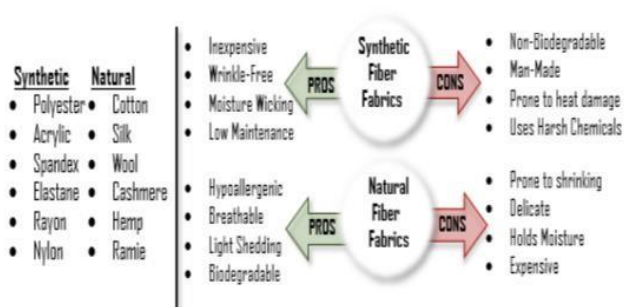 Synthetic Natural
• Polyester • Cotton
• Acrylic • Silk
• Spandex • Wool
• Elastane • Cashmere
• Rayon • Hemp
• Nylon • Ramie
• Inexpensive
• Wrinkle-Free
• Moisture Wicking
• Low Maintenance
PROS
Synthetic
Fiber
Fabrics
CONS
• Non-Biodegradable
• Man-Made
• Prone to heat damage
• Uses Harsh Chemicals
• Hypoallergenic
• Breathable
• Light Shedding
• Biodegradable
PROS
Natural
Fiber
Fabrics
CONS
• Prone to shrinking
• Delicate
• Holds Moisture
• Expensive